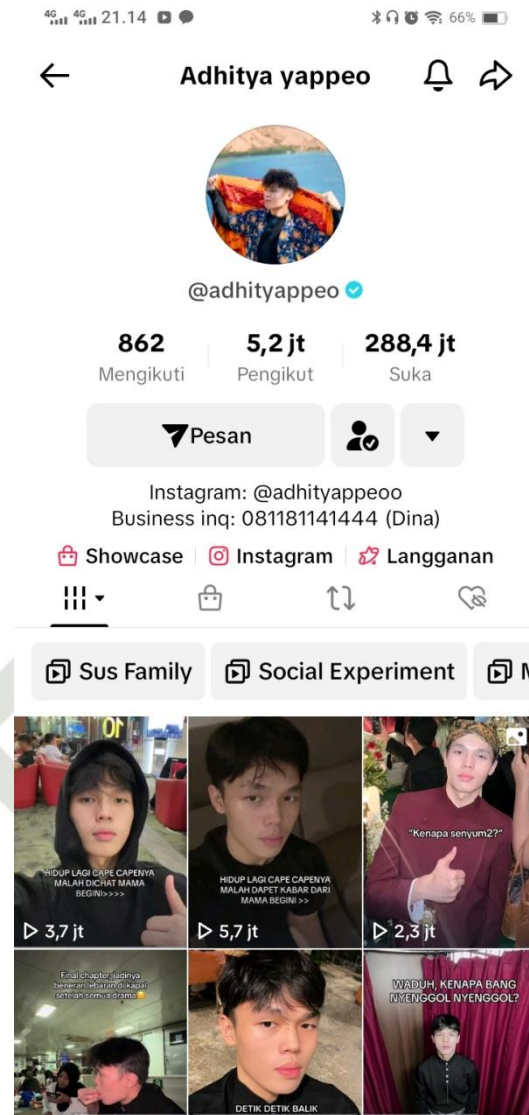 4G 4G 21.14 66%
Adhitya yappeo
@adhityappeo
862 5,2 jt 288,4 jt
Mengikuti Pengikut Suka
Pesan
Instagram: @adhityappeoo
Business inq: 081181141444 (Dina)
Showcase Instagram Langganan
Sus Family Social Experiment
10
HIDUP LAGI CAPE CAPENYA
MALAH DICHAT MAMA
BEGINI>>>>
3,7 jt
HIDUP LAGI CAPE CAPENYA
MALAH DAPET KABAR DARI
MAMA BEGINI >>
5,7 jt
"Kenapa senyum2?"
2,3 jt
Final chapter jadinya
beneran lebaran di kapal
setelah semua drama😄
DETIK DETIK BALIK
WADUH, KENAPA BANG
NYENGGOL NYENGGOL?